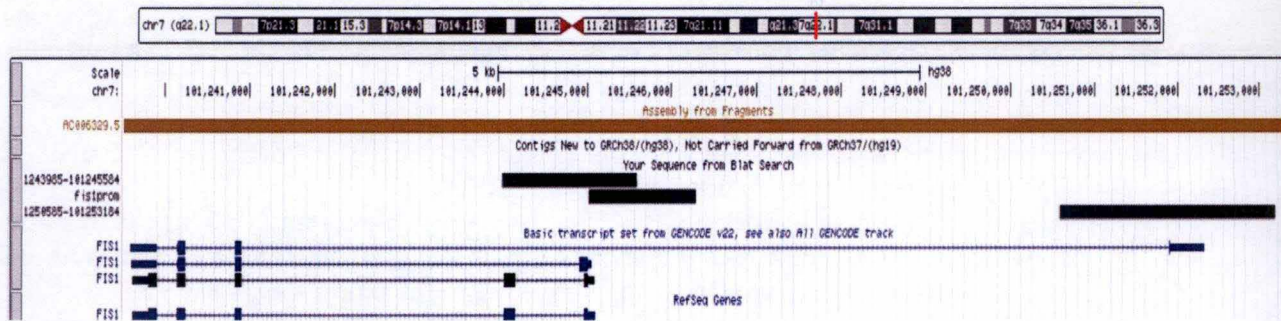 chr7 (q22.1) 7p21.3 21.1 15.3 7p14.3 7p14.1 13 11.2 11.21 11.22 11.23 7q21.11 q21.3 7q22.1 7q31.1 7q33 7q34 7q35 36.1 36.3
Scale 5 kb hg38
chr7: 101,241,000 101,242,000 101,243,000 101,244,000 101,245,000 101,246,000 101,247,000 101,248,000 101,249,000 101,250,000 101,251,000 101,252,000 101,253,000
Assembly from Fragments
AC006329.5
Contigs New to GRCh38/(hg38), Not Carried Forward from GRCh37/(hg19)
Your Sequence from Blat Search
1243985-101245584
Fistprom
1250585-101253184
Basic transcript set from GENCODE v22, see also All GENCODE track
FIS1
FIS1
FIS1
RefSeq Genes
FIS1